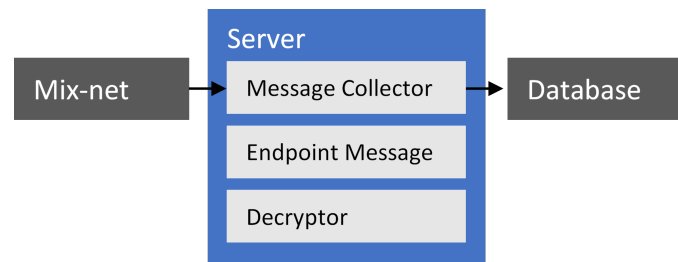 Server
Mix-net
Message Collector
Database
Endpoint Message
Decryptor